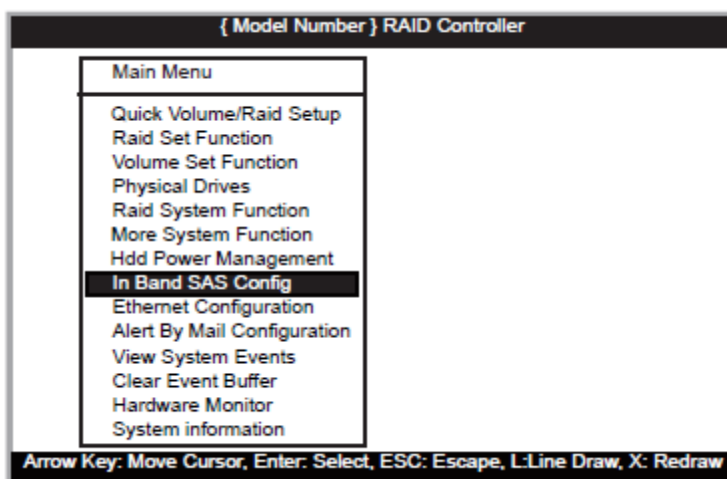 { Model Number } RAID Controller
Main Menu
Quick Volume/Raid Setup
Raid Set Function
Volume Set Function
Physical Drives
Raid System Function
More System Function
Hdd Power Management
In Band SAS Config
Ethernet Configuration
Alert By Mail Configuration
View System Events
Clear Event Buffer
Hardware Monitor
System information
Arrow Key: Move Cursor, Enter: Select, ESC: Escape, L:Line Draw, X: Redraw